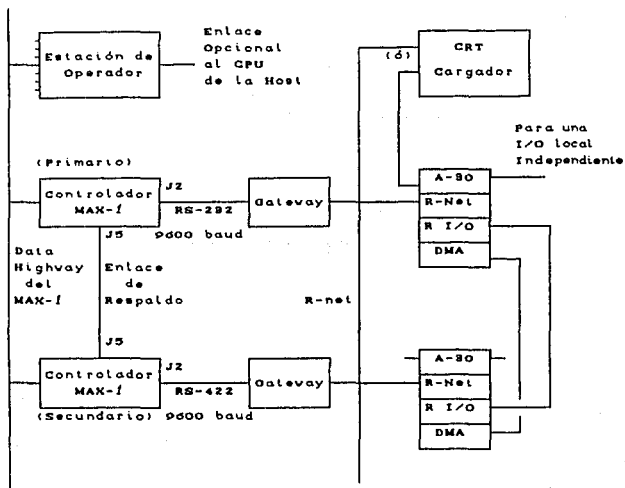 Estación de
Operador
Enlace
Opcional
al CPU
de la Host
(ó)
CRT
Cargador
Para una
I/O local
Independiente
(Primario)
Controlador
MAX-1
J2
RS-232
9600 baud
J5
Gateway
A-80
R-Net
R I/O
DMA
Data
Highway
del
MAX-1
Enlace
de
Respaldo
R-net
J5
Controlador
MAX-1
J2
RS-422
(Secundario) 9600 baud
Gateway
A-80
R-Net
R I/O
DMA